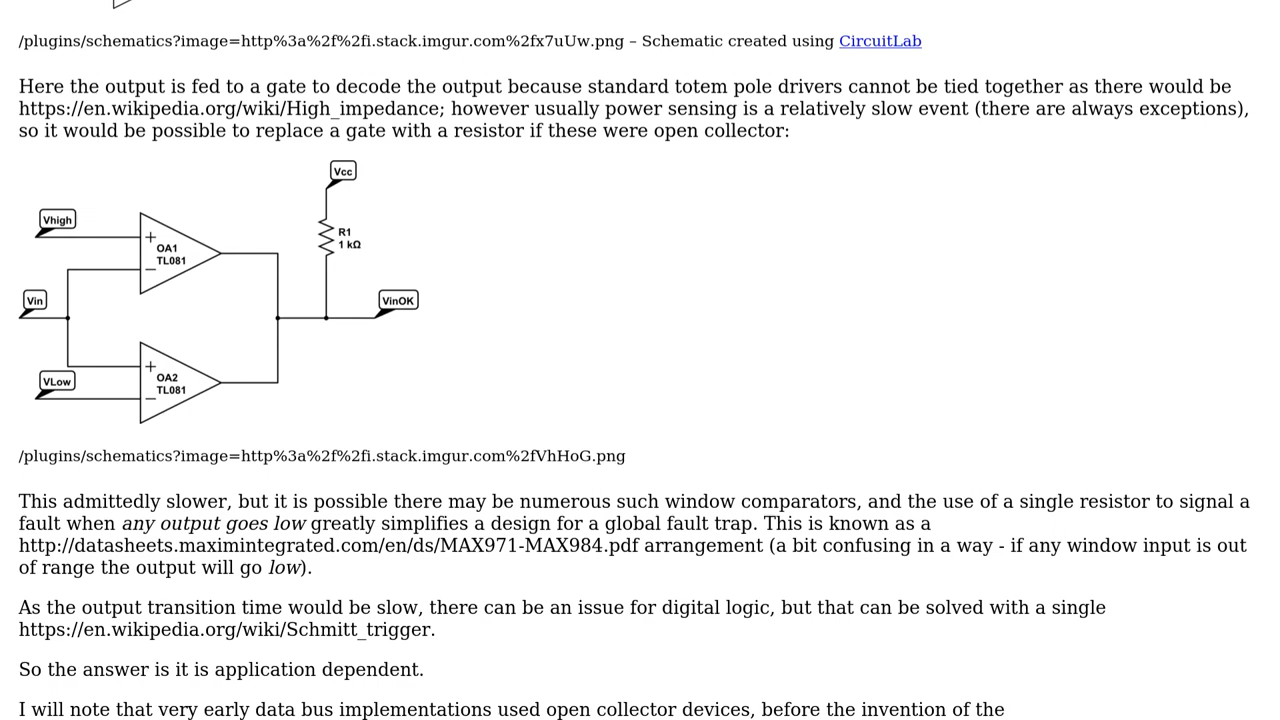 /plugins/schematics?image=http%3a%2f%2fi.stack.imgur.com%2fx7uUw.png – Schematic created using CircuitLab
Here the output is fed to a gate to decode the output because standard totem pole drivers cannot be tied together as there would be
https://en.wikipedia.org/wiki/High_impedance; however usually power sensing is a relatively slow event (there are always exceptions),
so it would be possible to replace a gate with a resistor if these were open collector:
Vcc
Vhigh
R1
1 kΩ
+
OA1
TL081
−
Vin
VinOK
+
OA2
TL081
−
VLow
/plugins/schematics?image=http%3a%2f%2fi.stack.imgur.com%2fVhHoG.png
This admittedly slower, but it is possible there may be numerous such window comparators, and the use of a single resistor to signal a
fault when any output goes low greatly simplifies a design for a global fault trap. This is known as a
http://datasheets.maximintegrated.com/en/ds/MAX971-MAX984.pdf arrangement (a bit confusing in a way - if any window input is out
of range the output will go low).
As the output transition time would be slow, there can be an issue for digital logic, but that can be solved with a single
https://en.wikipedia.org/wiki/Schmitt_trigger.
So the answer is it is application dependent.
I will note that very early data bus implementations used open collector devices, before the invention of the